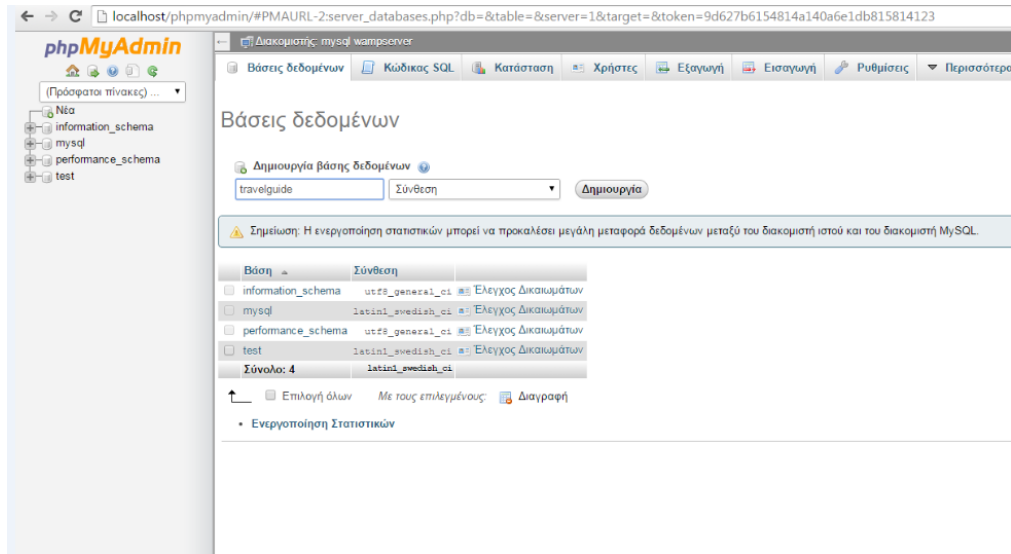 localhost/phpmyadmin/#PMAURL-2:server_databases.php?db=&table=&server=1&target=&token=9d627b6154814a140a6e1db815814123
phpMyAdmin
(Πρόσφατοι πίνακες) ...
Νέα
information_schema
mysql
performance_schema
test
Διακομιστής: mysql wampserver
Βάσεις δεδομένων Κώδικας SQL Κατάσταση Χρήστες Εξαγωγή Εισαγωγή Ρυθμίσεις Περισσότερα
Βάσεις δεδομένων
Δημιουργία βάσης δεδομένων
travelguide Σύνθεση Δημιουργία
Σημείωση: Η ενεργοποίηση στατιστικών μπορεί να προκαλέσει μεγάλη μεταφορά δεδομένων μεταξύ του διακομιστή ιστού και του διακομιστή MySQL.
Βάση Σύνθεση
information_schema utf8_general_ci Έλεγχος Δικαιωμάτων
mysql latin1_swedish_ci Έλεγχος Δικαιωμάτων
performance_schema utf8_general_ci Έλεγχος Δικαιωμάτων
test latin1_swedish_ci Έλεγχος Δικαιωμάτων
Σύνολο: 4 latin1_swedish_ci
Επιλογή όλων Με τους επιλεγμένους: Διαγραφή
Ενεργοποίηση Στατιστικών